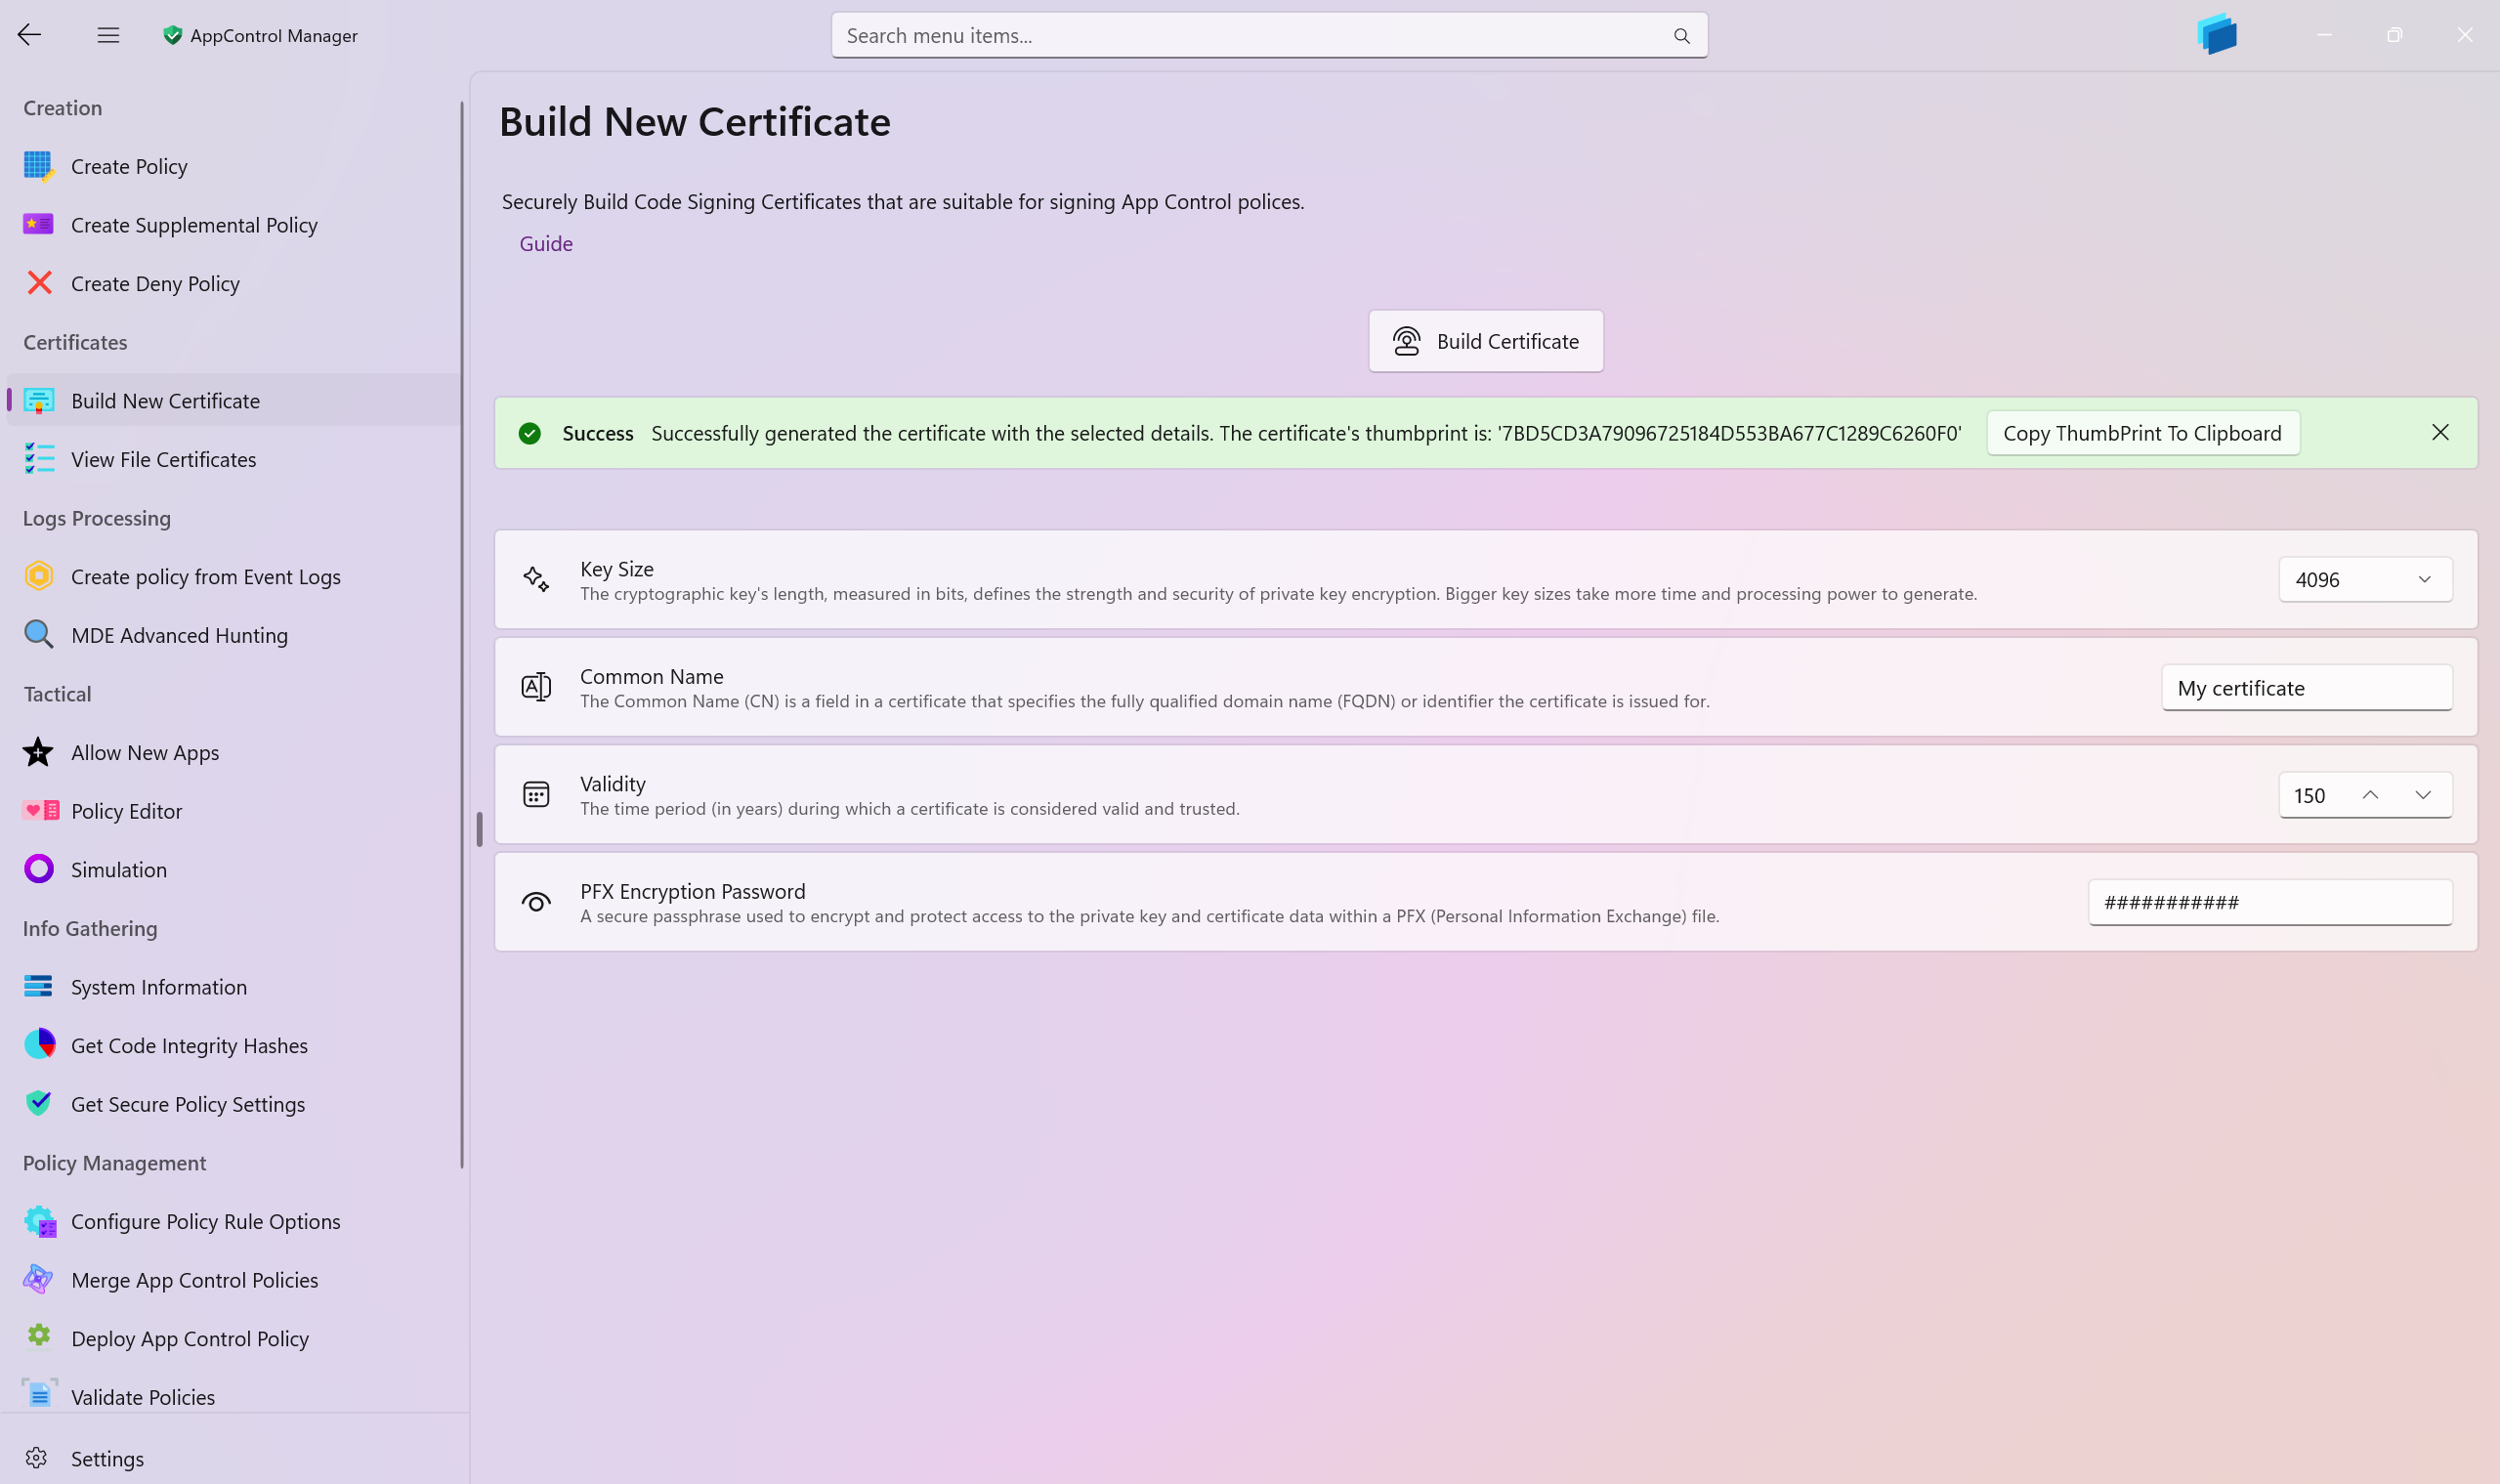 AppControl Manager
Search menu items...
Creation
Create Policy
Create Supplemental Policy
Create Deny Policy
Certificates
Build New Certificate
View File Certificates
Logs Processing
Create policy from Event Logs
MDE Advanced Hunting
Tactical
Allow New Apps
Policy Editor
Simulation
Info Gathering
System Information
Get Code Integrity Hashes
Get Secure Policy Settings
Policy Management
Configure Policy Rule Options
Merge App Control Policies
Deploy App Control Policy
Validate Policies
Settings
Build New Certificate
Securely Build Code Signing Certificates that are suitable for signing App Control polices.
Guide
Build Certificate
Success Successfully generated the certificate with the selected details. The certificate's thumbprint is: '7BD5CD3A79096725184D553BA677C1289C6260F0' Copy ThumbPrint To Clipboard
Key Size
The cryptographic key's length, measured in bits, defines the strength and security of private key encryption. Bigger key sizes take more time and processing power to generate.
4096
Common Name
The Common Name (CN) is a field in a certificate that specifies the fully qualified domain name (FQDN) or identifier the certificate is issued for.
My certificate
Validity
The time period (in years) during which a certificate is considered valid and trusted.
150
PFX Encryption Password
A secure passphrase used to encrypt and protect access to the private key and certificate data within a PFX (Personal Information Exchange) file.
###########